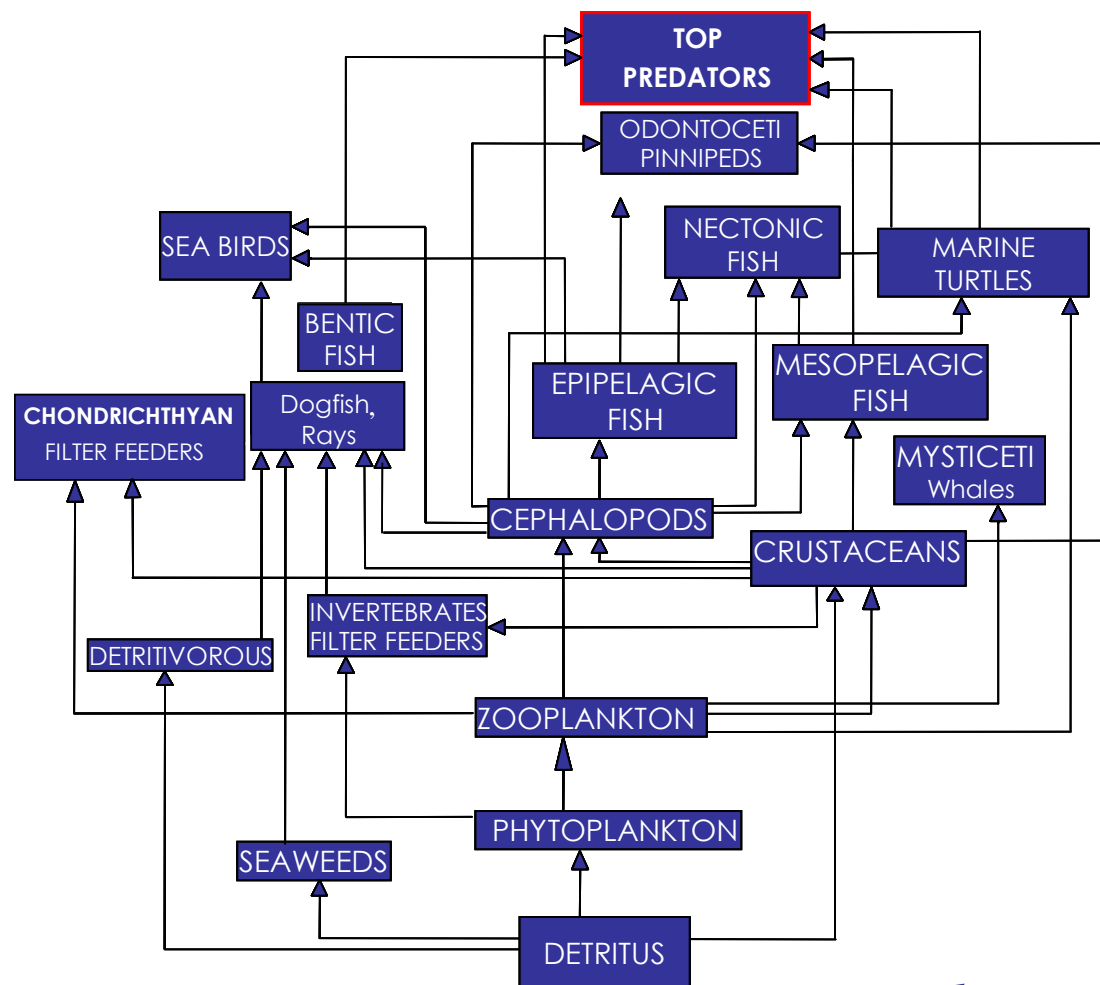 TOP
PREDATORS
ODONTOCETI
PINNIPEDS
SEA BIRDS
NECTONIC
FISH
MARINE
TURTLES
BENTIC
FISH
EPIPELAGIC
FISH
MESOPELAGIC
FISH
CHONDRICHTHYAN
FILTER FEEDERS
Dogfish,
Rays
MYSTICETI
Whales
CEPHALOPODS
CRUSTACEANS
INVERTEBRATES
FILTER FEEDERS
DETRITIVOROUS
ZOOPLANKTON
PHYTOPLANKTON
SEAWEEDS
DETRITUS